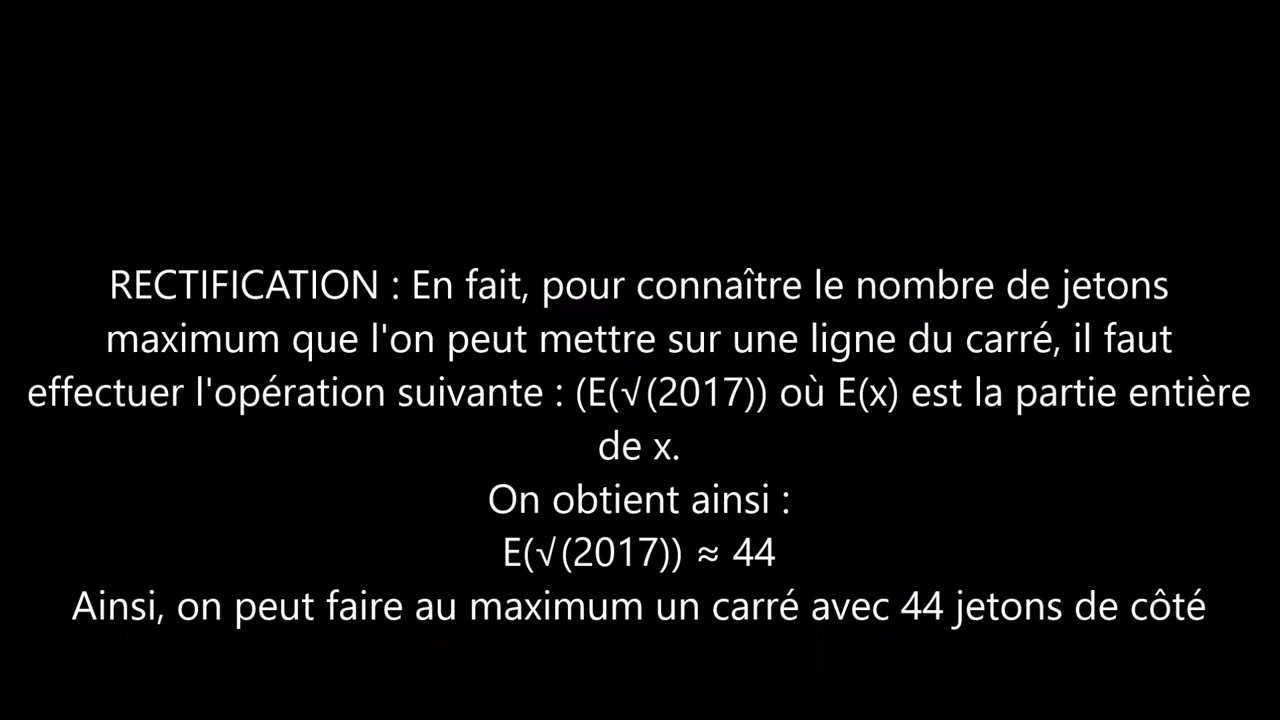 RECTIFICATION : En fait, pour connaître le nombre de jetons
maximum que l'on peut mettre sur une ligne du carré, il faut
effectuer l'opération suivante : (E(√(2017)) où E(x) est la partie entière
de x.
On obtient ainsi :
E(√(2017)) ≈ 44
Ainsi, on peut faire au maximum un carré avec 44 jetons de côté